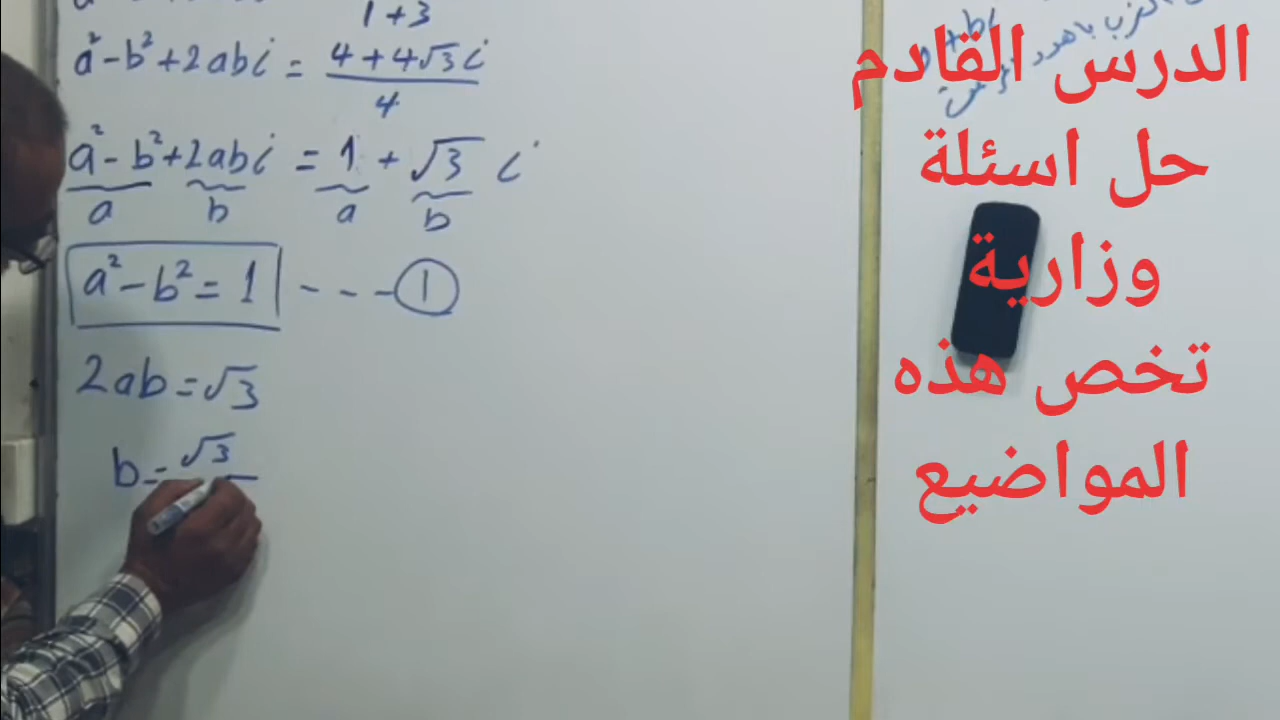 1 + 3
a² - b² + 2abi = 4 + 4√3 i / 4
a² - b² + 2abi = 1 + √3 i
a b a b
a² - b² = 1 - - - ①
2ab = √3
b = √3
الدرس القادم
حل اسئلة
وزارية
تخص هذه
المواضيع